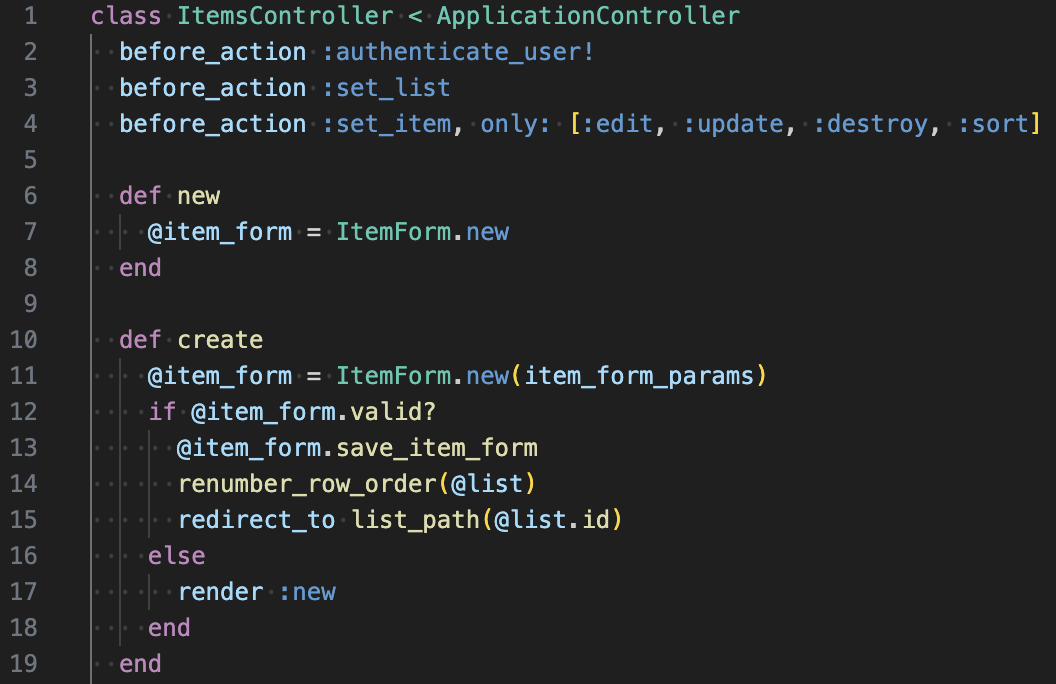 1 class ItemsController < ApplicationController
2   before_action :authenticate_user!
3   before_action :set_list
4   before_action :set_item, only: [:edit, :update, :destroy, :sort]
5
6   def new
7     @item_form = ItemForm.new
8   end
9
10   def create
11     @item_form = ItemForm.new(item_form_params)
12     if @item_form.valid?
13       @item_form.save_item_form
14       renumber_row_order(@list)
15       redirect_to list_path(@list.id)
16     else
17       render :new
18     end
19   end